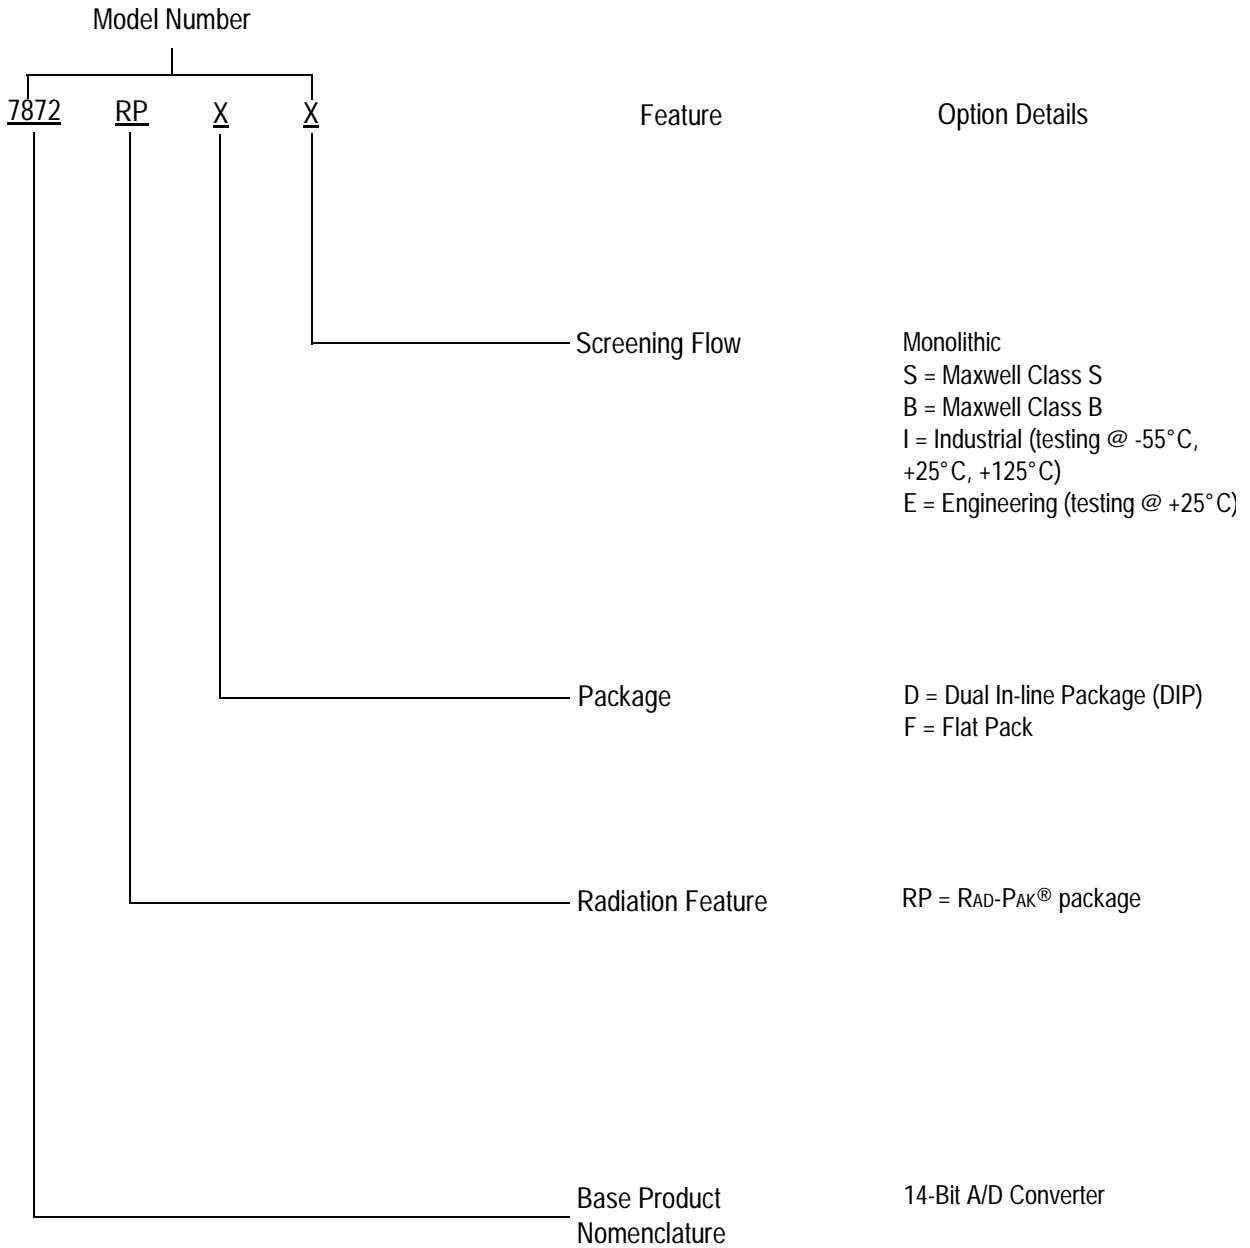 Model Number
7872 RP X X
Feature Option Details
Screening Flow
Monolithic
S = Maxwell Class S
B = Maxwell Class B
I = Industrial (testing @ -55°C,
+25°C, +125°C)
E = Engineering (testing @ +25°C)
Package
D = Dual In-line Package (DIP)
F = Flat Pack
Radiation Feature
RP = RAD-PAK® package
Base Product
Nomenclature
14-Bit A/D Converter